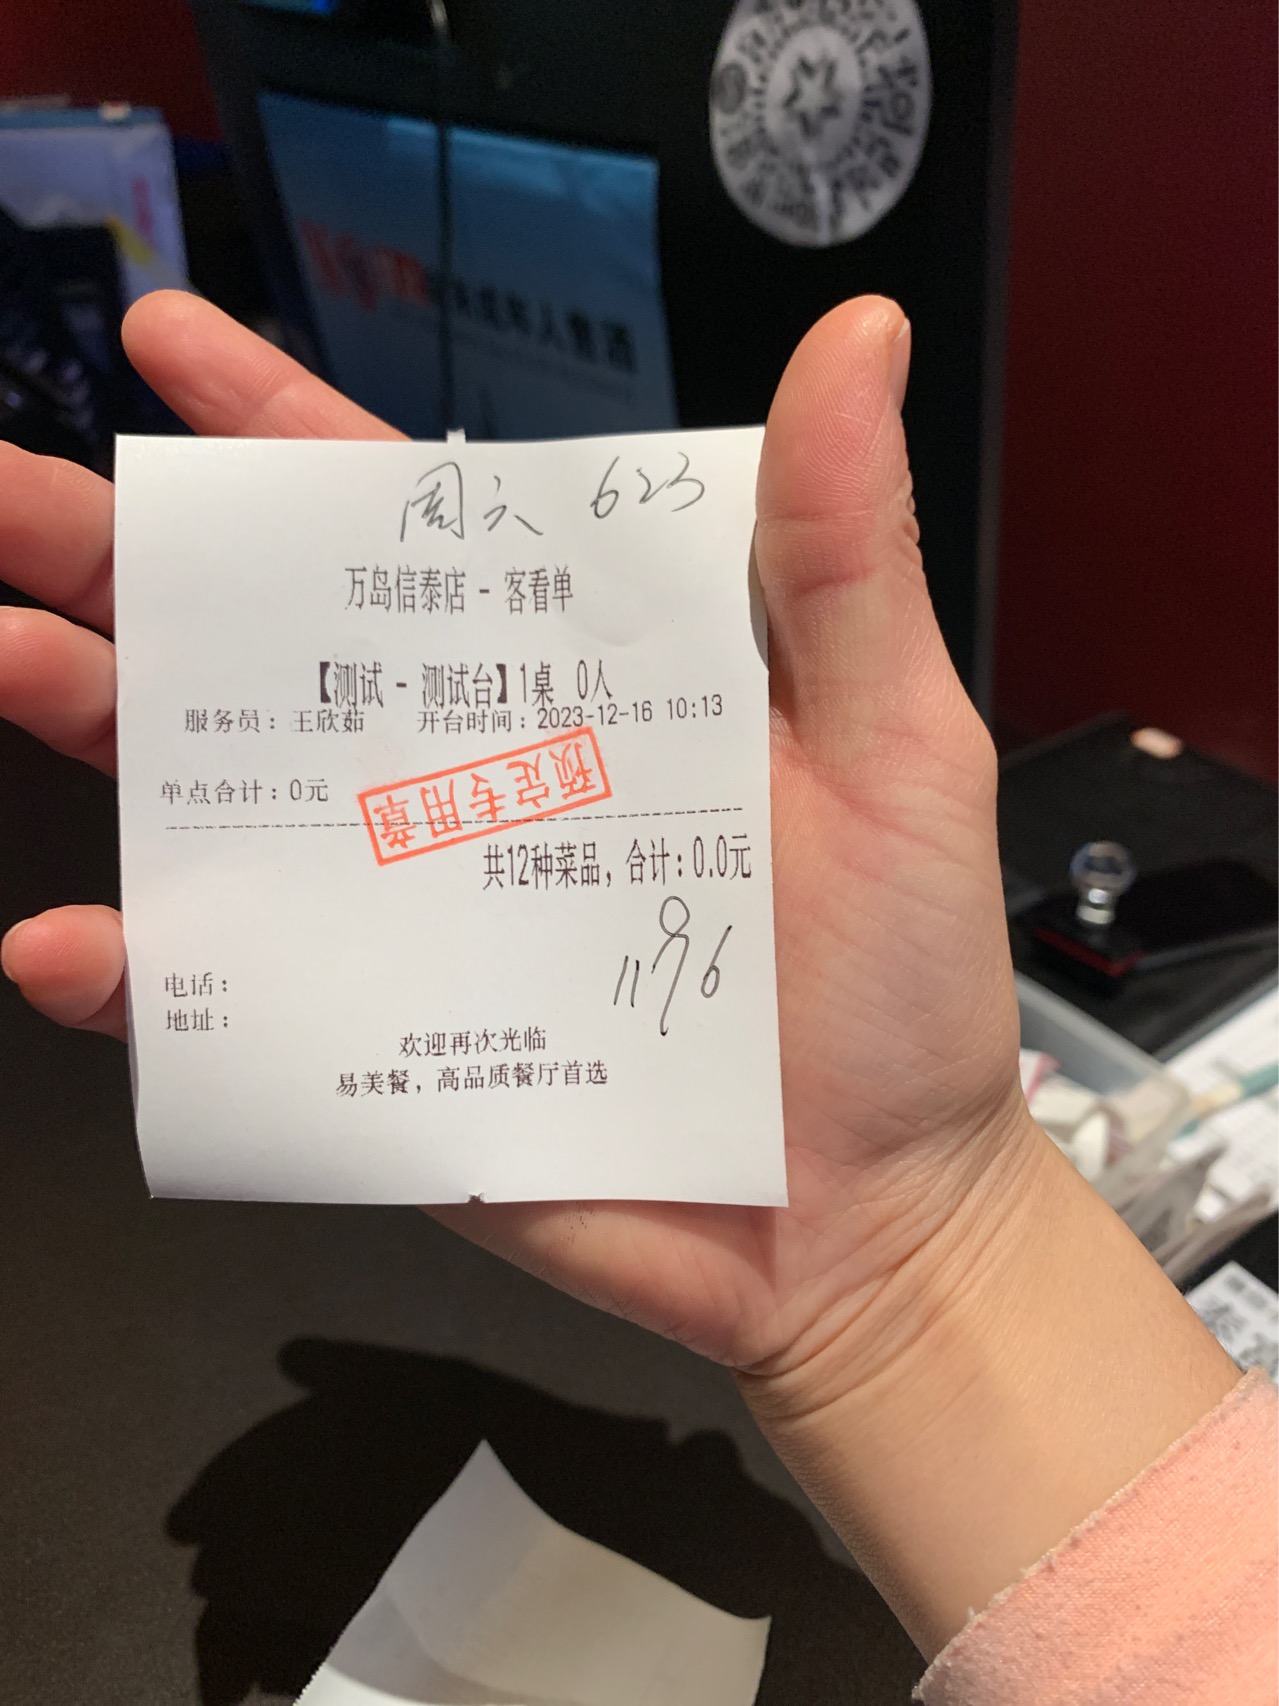 周六 623
万岛信泰店 - 客看单
【测试 - 测试台】1桌 0人
服务员：王欣茹 开台时间：2023-12-16 10:13
单点合计：0元
预定专用章
共12种菜品，合计：0.0元
电话：
地址：
欢迎再次光临
易美餐，高品质餐厅首选